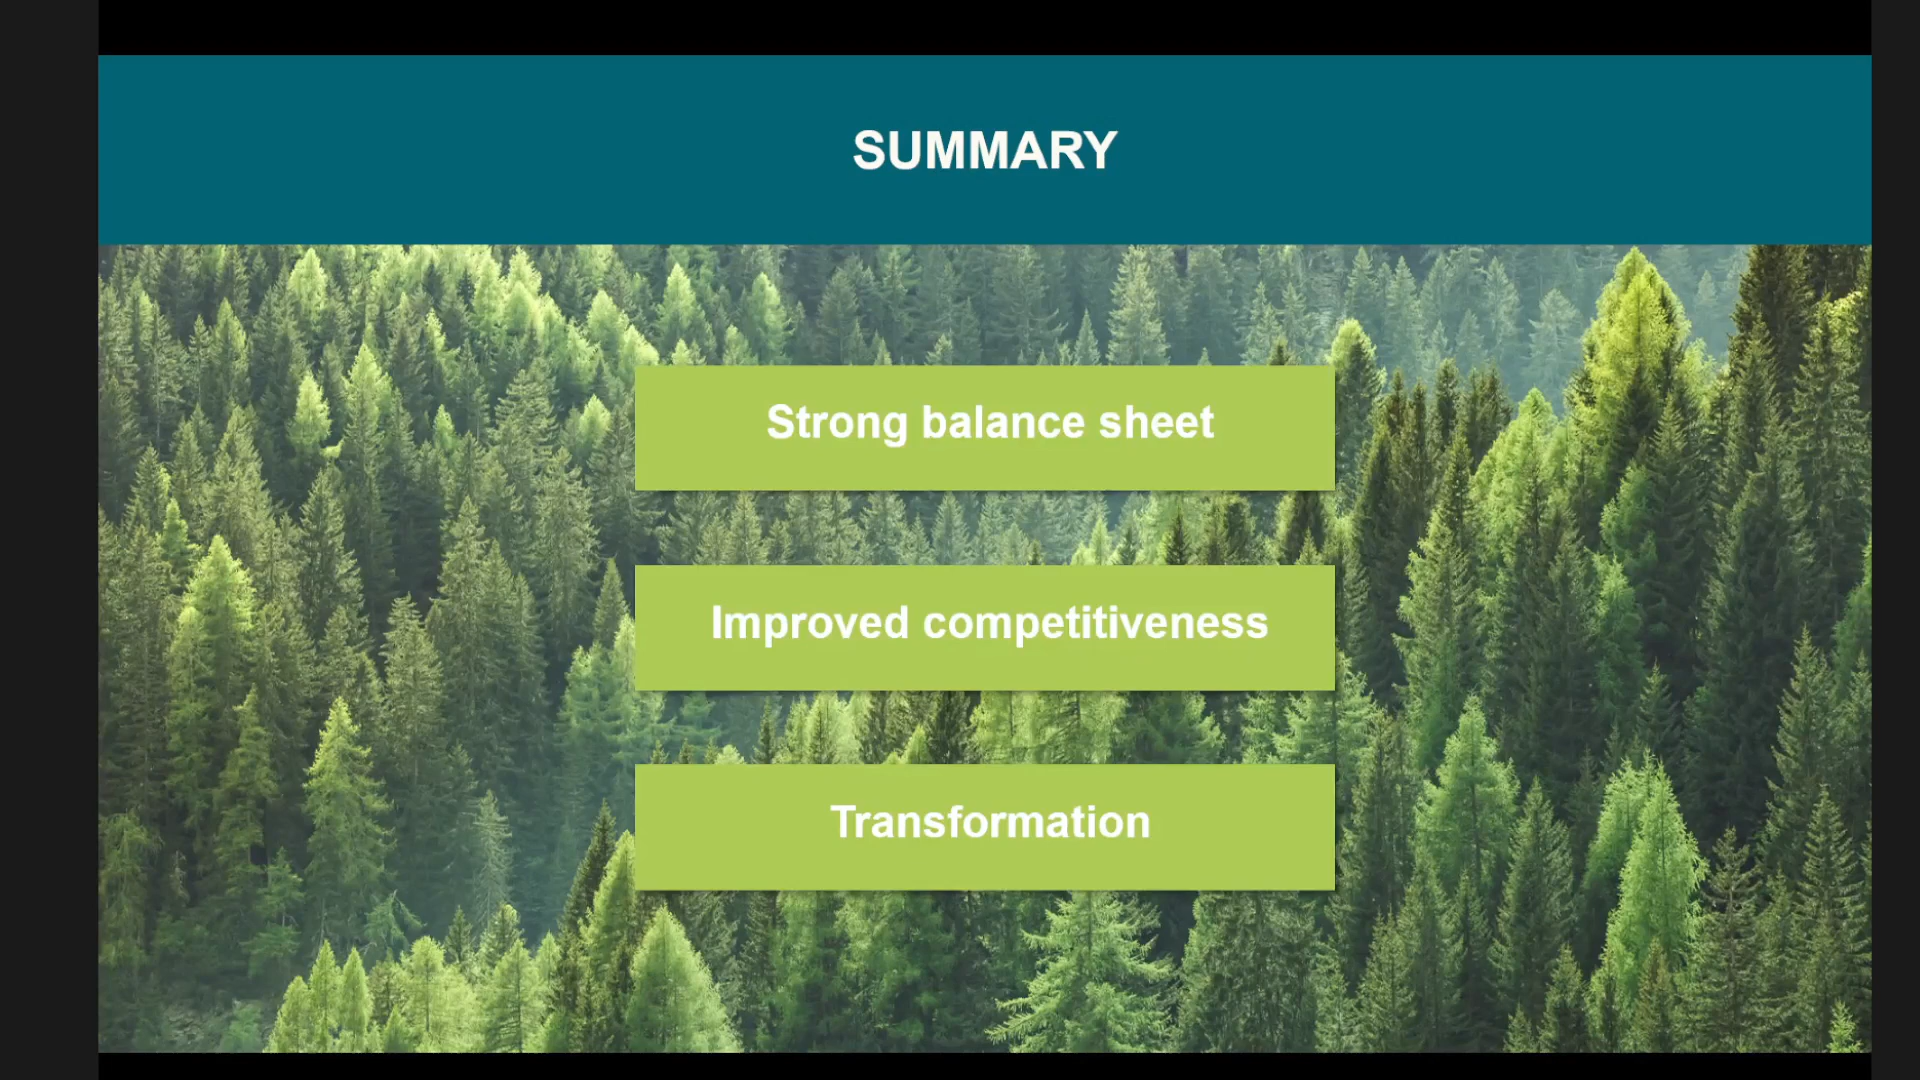 SUMMARY
Strong balance sheet
Improved competitiveness
Transformation